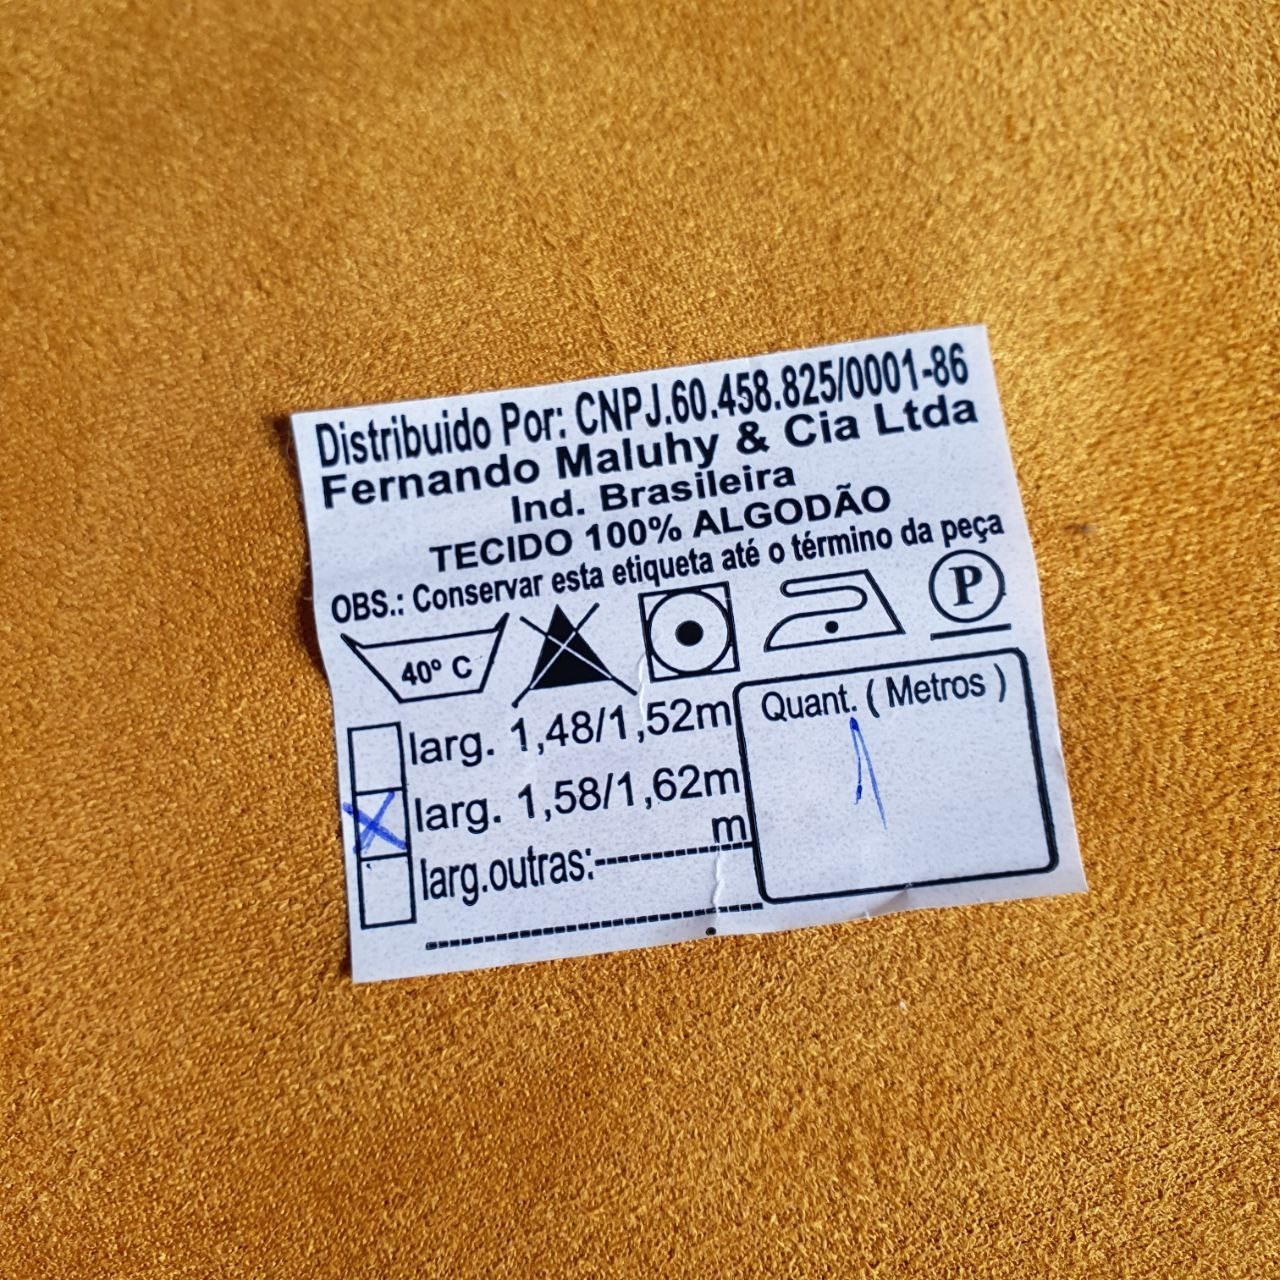 Distribuido Por: CNPJ.60.458.825/0001-86
Fernando Maluhy & Cia Ltda
Ind. Brasileira
TECIDO 100% ALGODÃO
OBS.: Conservar esta etiqueta até o término da peça
40º C
P
larg. 1,48/1,52m
X larg. 1,58/1,62m
larg.outras:------------m
Quant. ( Metros )
1